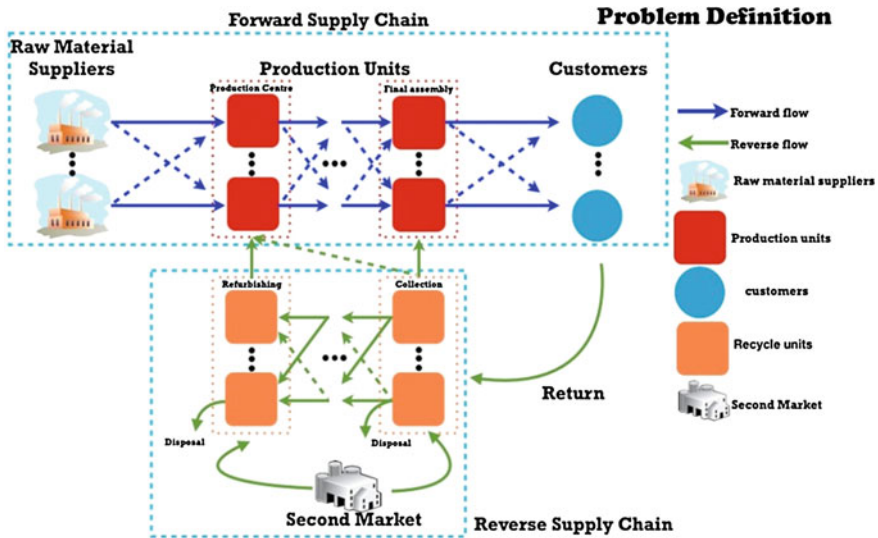 Problem Definition
Forward Supply Chain
Raw Material
Suppliers
Production Units
Customers
Production Centre
Final assembly
Forward flow
Reverse flow
Raw material suppliers
Production units
customers
Recycle units
Second Market
Refurbishing
Collection
Return
Disposal
Disposal
Second Market
Reverse Supply Chain